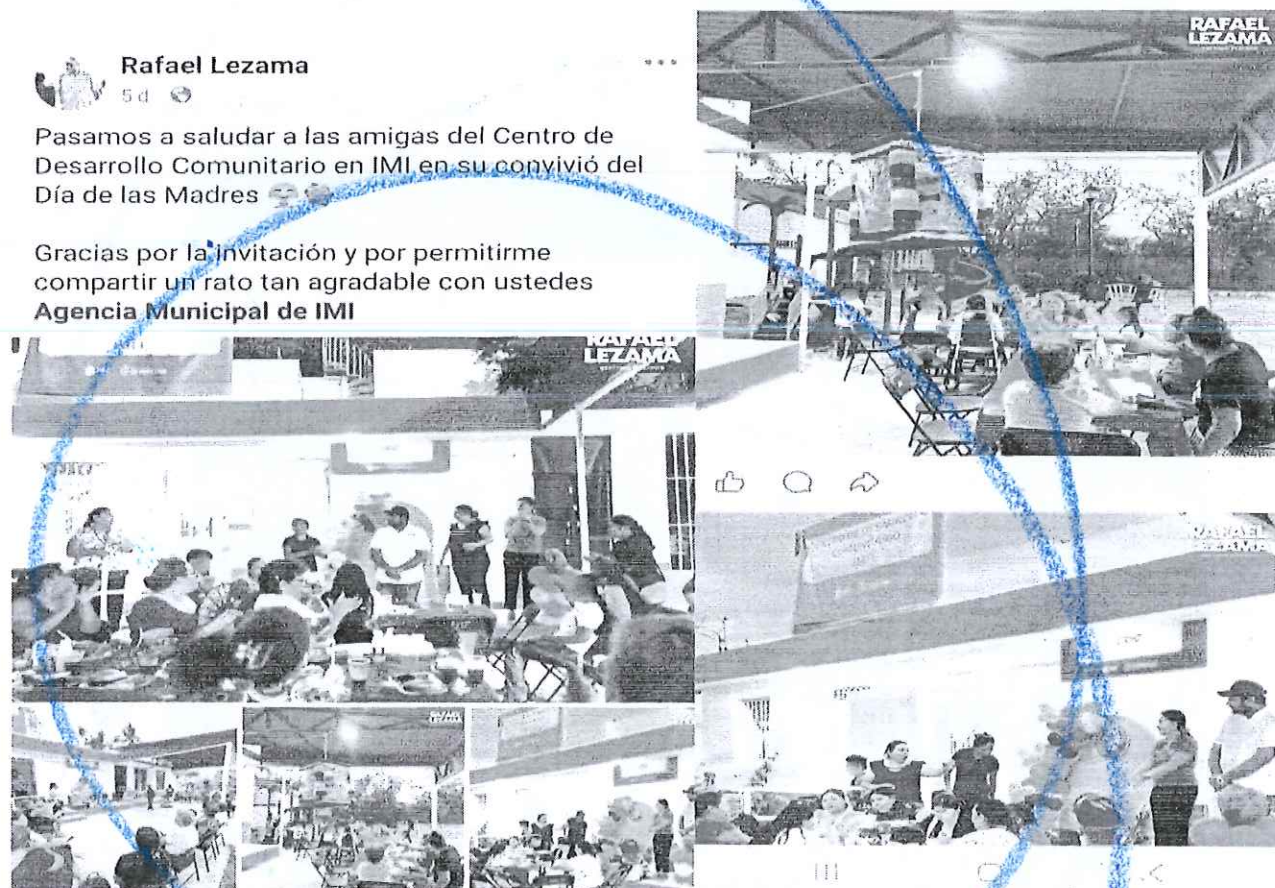 Rafael Lezama
5 d
Pasamos a saludar a las amigas del Centro de
Desarrollo Comunitario en IMI en su convivió del
Día de las Madres
Gracias por la invitación y por permitirme
compartir un rato tan agradable con ustedes
Agencia Municipal de IMI
RAFAEL
LEZAMA
RAFAEL
LEZAMA
RAFAEL
LEZAMA
RAFAEL
LEZAMA